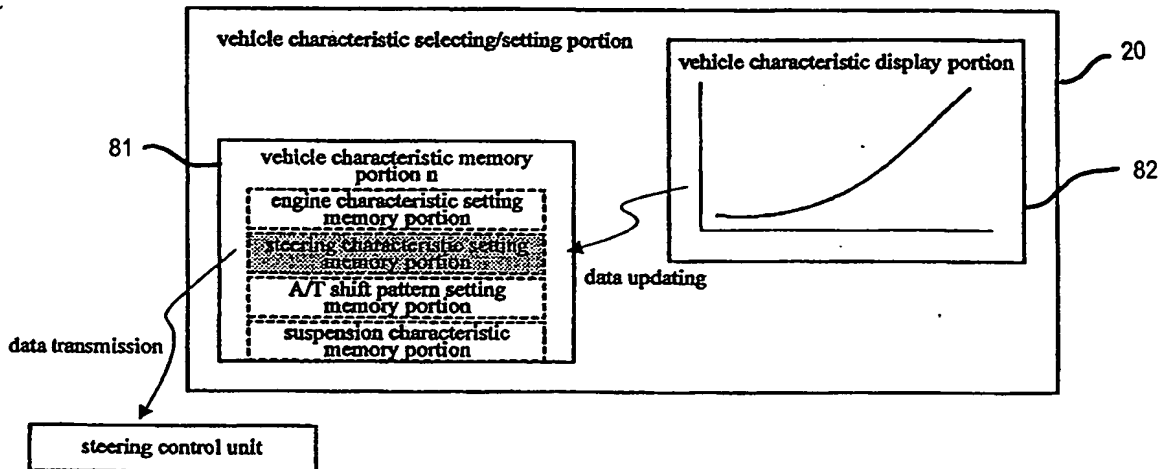 vehicle characteristic selecting/setting portion
vehicle characteristic display portion
20
81
vehicle characteristic memory
portion n
82
engine characteristic setting
memory portion
steering characteristic setting
memory portion
data updating
A/T shift pattern setting
memory portion
suspension characteristic
memory portion
data transmission
steering control unit